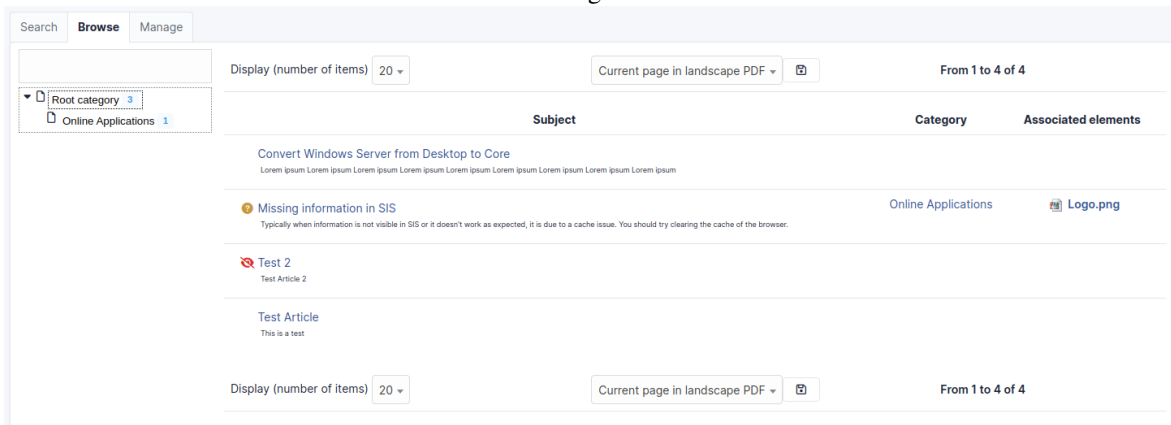 Search Browse Manage
Display (number of items) 20 Current page in landscape PDF From 1 to 4 of 4
Root category 3
Online Applications 1
Subject Category Associated elements
Convert Windows Server from Desktop to Core
Lorem ipsum Lorem ipsum Lorem ipsum Lorem ipsum Lorem ipsum Lorem ipsum Lorem ipsum Lorem ipsum Lorem ipsum
Missing information in SIS Online Applications Logo.png
Typically when information is not visible in SIS or it doesn't work as expected, it is due to a cache issue. You should try clearing the cache of the browser.
Test 2
Test Article 2
Test Article
This is a test
Display (number of items) 20 Current page in landscape PDF From 1 to 4 of 4